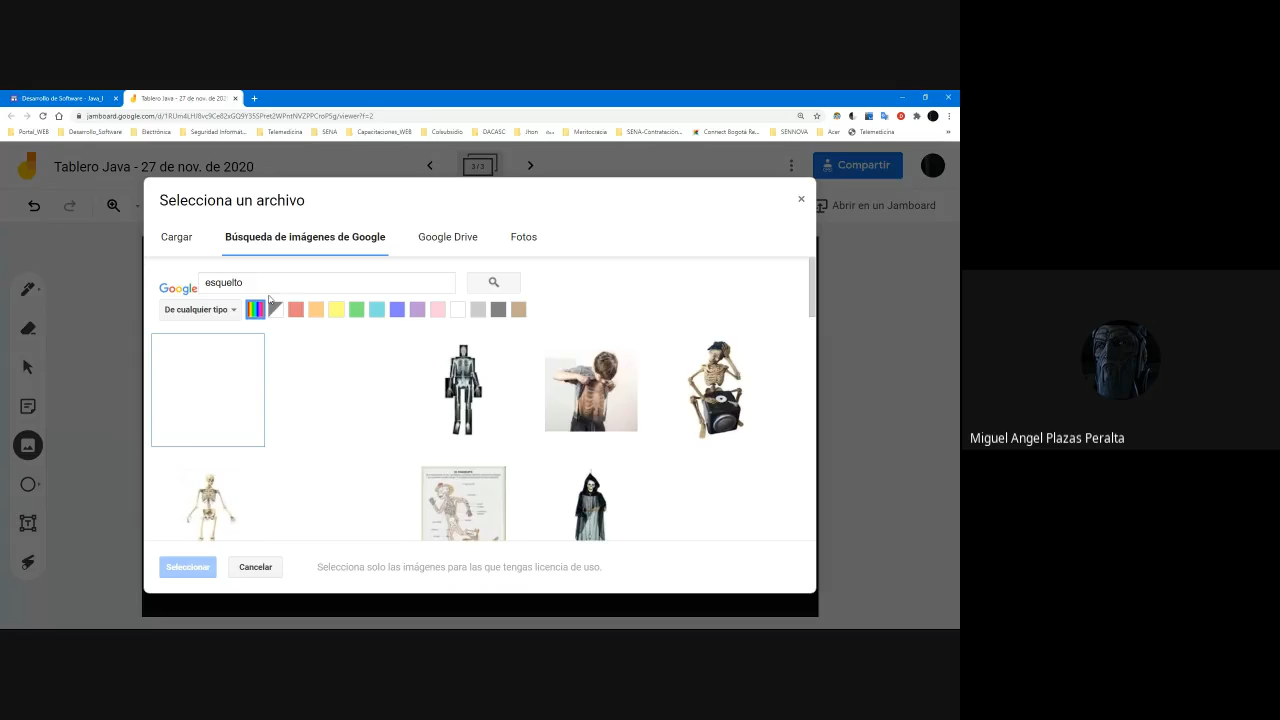 Desarrollo de Software - Java_I
Tablero Java - 27 de nov. de 202
jamboard.google.com/d/1RUm4LHJ8vc9Ce82xGQ9Y35SPret2WPntNVZPPCroP5g/viewer?f=2
Portal_WEB
Desarrollo_Software
Electrónica
Seguridad Informat...
Telemedicina
SENA
Capacitaciones_WEB
Colsubsidio
DACASC
Jhon
Meritocracia
SENA-Contratación...
Connect Bogotá Re...
SENNOVA
Acer
Telemedicina
Tablero Java - 27 de nov. de 2020
3 / 3
Compartir
Abrir en un Jamboard
Selecciona un archivo
Cargar
Búsqueda de imágenes de Google
Google Drive
Fotos
Google
esquelto
De cualquier tipo
Seleccionar
Cancelar
Selecciona solo las imágenes para las que tengas licencia de uso.
Miguel Angel Plazas Peralta